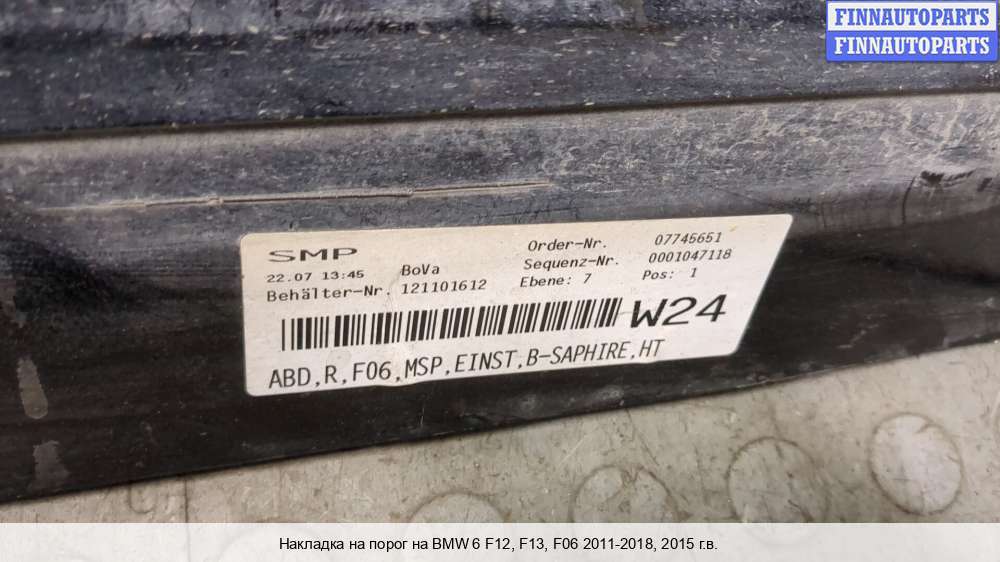 FINNAUTOPARTS
FINNAUTOPARTS
SMP
22.07 13:45 BoVa
Behälter-Nr. 121101612
Order-Nr. 07745651
Sequenz-Nr. 0001047118
Ebene: 7 Pos: 1
W24
ABD,R,F06,MSP,EINST,B-SAPHIRE,HT
Накладка на порог на BMW 6 F12, F13, F06 2011-2018, 2015 г.в.